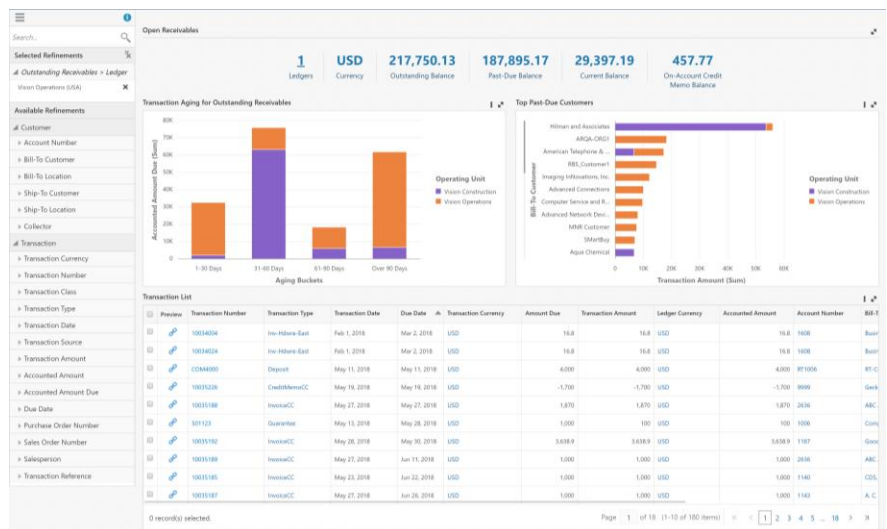 Search...
Selected Refinements
Outstanding Receivables > Ledger
Vision Operations (USA)
Available Refinements
Customer
Account Number
Bill-To Customer
Bill-To Location
Ship-To Customer
Ship-To Location
Collector
Transaction
Transaction Currency
Transaction Number
Transaction Class
Transaction Type
Transaction Date
Transaction Source
Transaction Amount
Accounted Amount
Accounted Amount Due
Due Date
Purchase Order Number
Sales Order Number
Salesperson
Transaction Reference
Open Receivables
1 USD 217,750.13 187,895.17 29,397.19 457.77
Ledgers Currency Outstanding Balance Past-Due Balance Current Balance On-Account Credit
Memo Balance
Transaction Aging for Outstanding Receivables
Accounted Amount Due (Sum)
80K
70K
60K
50K
40K
30K
20K
10K
0
1-30 Days 31-60 Days 61-90 Days Over 90 Days
Aging Buckets
Operating Unit
Vision Construction
Vision Operations
Top Past-Due Customers
Bill-To Customer
Hilman and Associates
ARQA-ORG1
American Telephone & ...
RBS_Customer1
Imaging InNovations, Inc.
Advanced Connections
Computer Service and R...
Advanced Network Devi...
MNR Customer
SMartBuy
Aqua Chemical
0 10K 20K 30K 40K 50K 60K
Transaction Amount (Sum)
Operating Unit
Vision Construction
Vision Operations
Transaction List
Preview Transaction Number Transaction Type Transaction Date Due Date Transaction Currency Amount Due Transaction Amount Ledger Currency Accounted Amount Account Number Bill-T
10034004 Inv-Hdwre-East Feb 1, 2018 Mar 2, 2018 USD 16.8 16.8 USD 16.8 1608 Busin
10034024 Inv-Hdwre-East Feb 1, 2018 Mar 2, 2018 USD 16.8 16.8 USD 16.8 1608 Busin
COM4000 Deposit May 11, 2018 May 11, 2018 USD 4,000 4,000 USD 4,000 RT1006 RT-C
10035226 CreditMemoCC May 19, 2018 May 19, 2018 USD -1,700 -1,700 USD -1,700 9999 Geck
10035188 InvoiceCC May 27, 2018 May 27, 2018 USD 1,870 1,870 USD 1,870 2636 ABC
S01123 Guarantee May 13, 2018 May 28, 2018 USD 1,000 100 USD 100 1006 Com
10035192 InvoiceCC May 28, 2018 May 30, 2018 USD 3,638.9 3,638.9 USD 3,638.9 1167 Good
10035189 InvoiceCC May 27, 2018 Jun 11, 2018 USD 1,000 1,000 USD 1,000 2636 ABC
10035185 InvoiceCC May 23, 2018 Jun 22, 2018 USD 1,000 1,000 USD 1,000 1140 CDS,
10035187 InvoiceCC May 27, 2018 Jun 26, 2018 USD 1,000 1,000 USD 1,000 1143 A. C.
0 record(s) selected. Page 1 of 18 (1-10 of 180 items) 1 2 3 4 5 ... 18